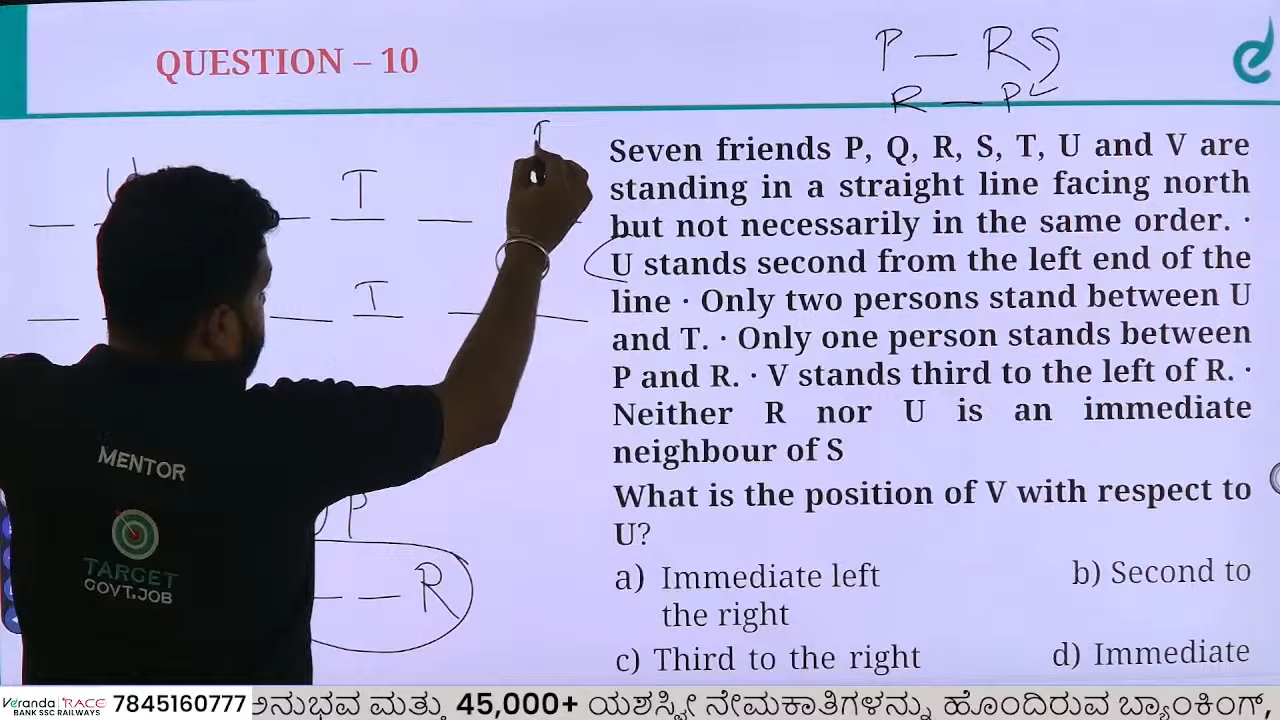 QUESTION – 10
P — R
R — P
U
T
T
T
Seven friends P, Q, R, S, T, U and V are
standing in a straight line facing north
but not necessarily in the same order. ·
U stands second from the left end of the
line · Only two persons stand between U
and T. · Only one person stands between
P and R. · V stands third to the left of R. ·
Neither R nor U is an immediate
neighbour of S
What is the position of V with respect to
U?
a) Immediate left
b) Second to
the right
c) Third to the right
d) Immediate
P
— — R
MENTOR
TARGET
GOVT.JOB
Veranda RACE
BANK SSC RAILWAYS
7845160777
ಅನುಭವ ಮತ್ತು 45,000+ ಯಶಸ್ವೀ ನೇಮಕಾತಿಗಳನ್ನು ಹೊಂದಿರುವ ಬ್ಯಾಂಕಿಂಗ್,